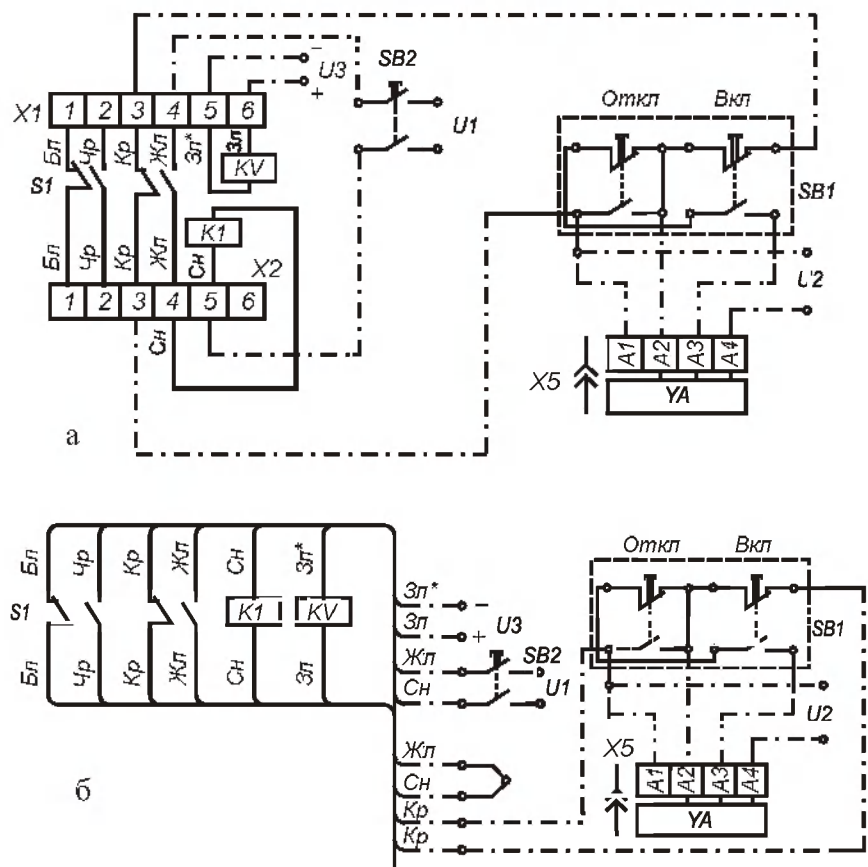 SB2
U3
U1
X1
1 2 3 4 5 6
Откл Вкл
Бл Чр Кр Жл Зл* Зл
S1
KV
SB1
K1
Бл Чр Кр Жл Сн
X2
1 2 3 4 5 6
Сн
U2
A1 A2 A3 A4
X5
YA
а
Откл Вкл
Бл Чр Кр Жл Сн Зл*
S1
K1 KV
Бл Чр Кр Жл Сн Зл
Зл* −
Зл + U3
Жл SB2
Сн U1
SB1
U2
X5
A1 A2 A3 A4
YA
Жл
Сн
Кр
Кр
б